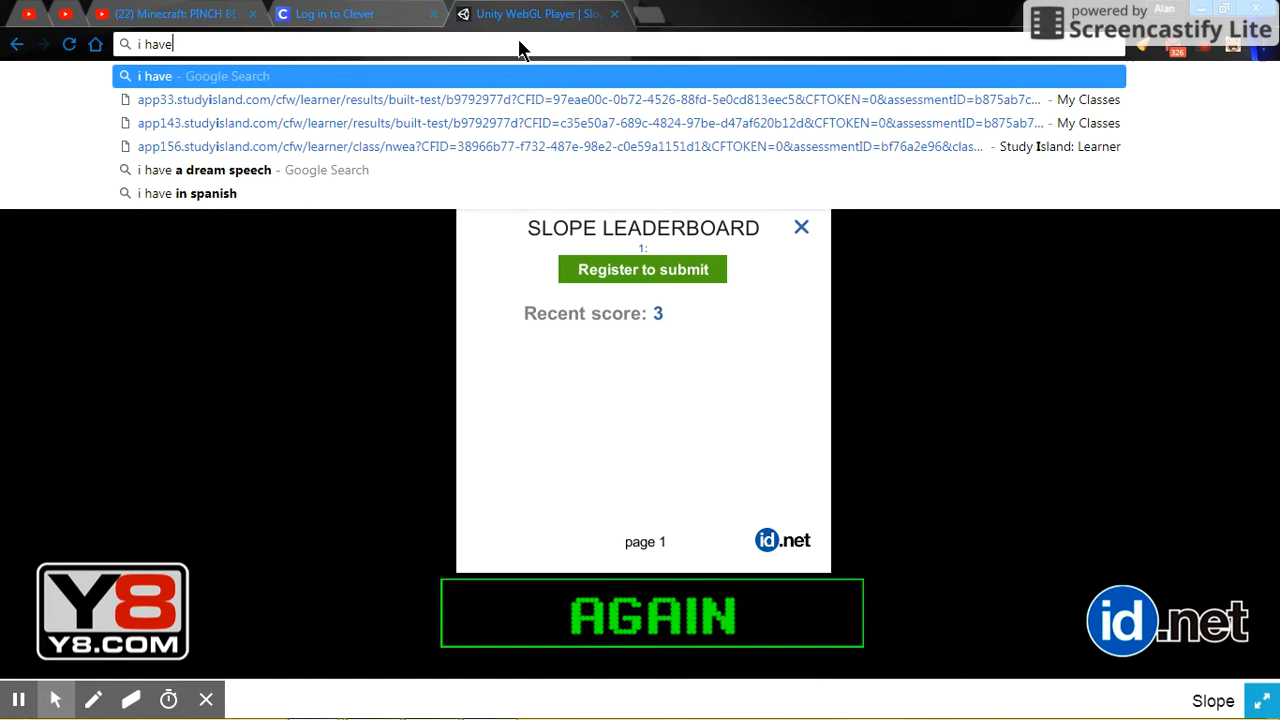 (22) Minecraft: PINCH BL
Log in to Clever
Unity WebGL Player | Slo
Alan
powered by
Screencastify Lite
326
i have
i have - Google Search
app33.studyisland.com/cfw/learner/results/built-test/b9792977d?CFID=97eae00c-0b72-4526-88fd-5e0cd813eec5&CFTOKEN=0&assessmentID=b875ab7c... - My Classes
app143.studyisland.com/cfw/learner/results/built-test/b9792977d?CFID=c35e50a7-689c-4824-97be-d47af620b12d&CFTOKEN=0&assessmentID=b875ab7... - My Classes
app156.studyisland.com/cfw/learner/class/nwea?CFID=38966b77-f732-487e-98e2-c0e59a1151d1&CFTOKEN=0&assessmentID=bf76a2e96&clas... - Study Island: Learner
i have a dream speech - Google Search
i have in spanish
SLOPE LEADERBOARD
1:
Register to submit
Recent score: 3
page 1
id.net
Y8
Y8.COM
AGAIN
id.net
Slope